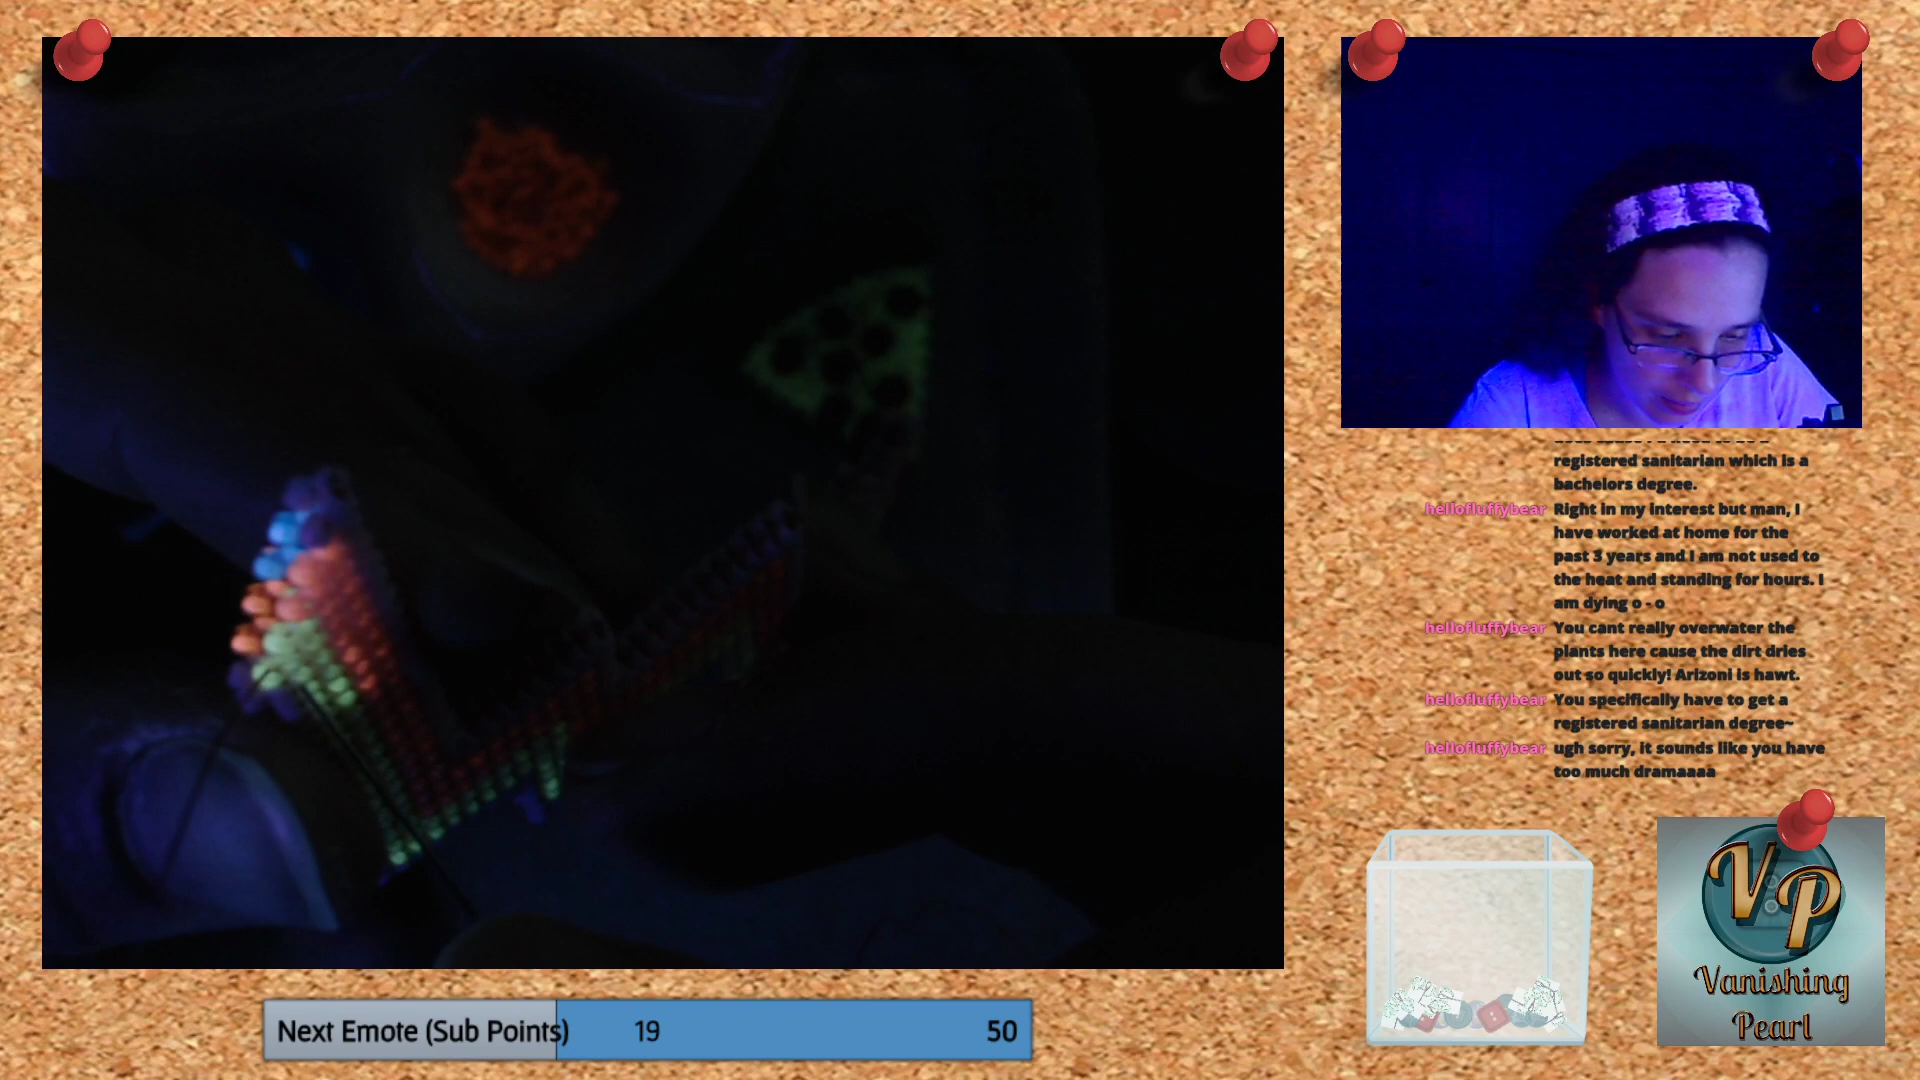 registered sanitarian which is a
bachelors degree.
hellofluffybear Right in my interest but man, I
have worked at home for the
past 3 years and I am not used to
the heat and standing for hours. I
am dying o - o
hellofluffybear You cant really overwater the
plants here cause the dirt dries
out so quickly! Arizoni is hawt.
hellofluffybear You specifically have to get a
registered sanitarian degree~
hellofluffybear ugh sorry, it sounds like you have
too much dramaaaa
VP
Vanishing
Pearl
Next Emote (Sub Points) 19 50